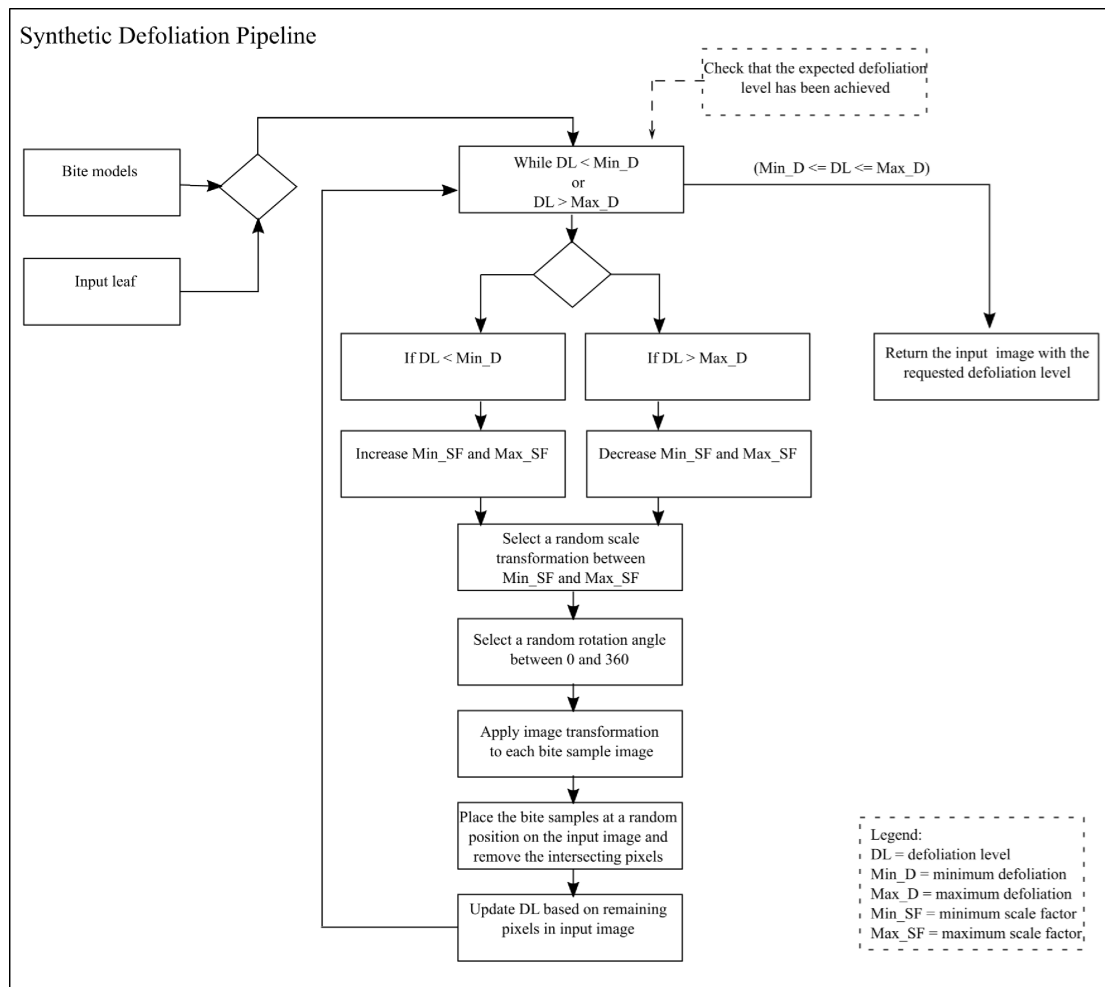 Synthetic Defoliation Pipeline
Check that the expected defoliation
level has been achieved
Bite models
While DL < Min_D
or
DL > Max_D
(Min_D <= DL <= Max_D)
Input leaf
If DL < Min_D
If DL > Max_D
Return the input image with the
requested defoliation level
Increase Min_SF and Max_SF
Decrease Min_SF and Max_SF
Select a random scale
transformation between
Min_SF and Max_SF
Select a random rotation angle
between 0 and 360
Apply image transformation
to each bite sample image
Place the bite samples at a random
position on the input image and
remove the intersecting pixels
Update DL based on remaining
pixels in input image
Legend:
DL = defoliation level
Min_D = minimum defoliation
Max_D = maximum defoliation
Min_SF = minimum scale factor
Max_SF = maximum scale factor